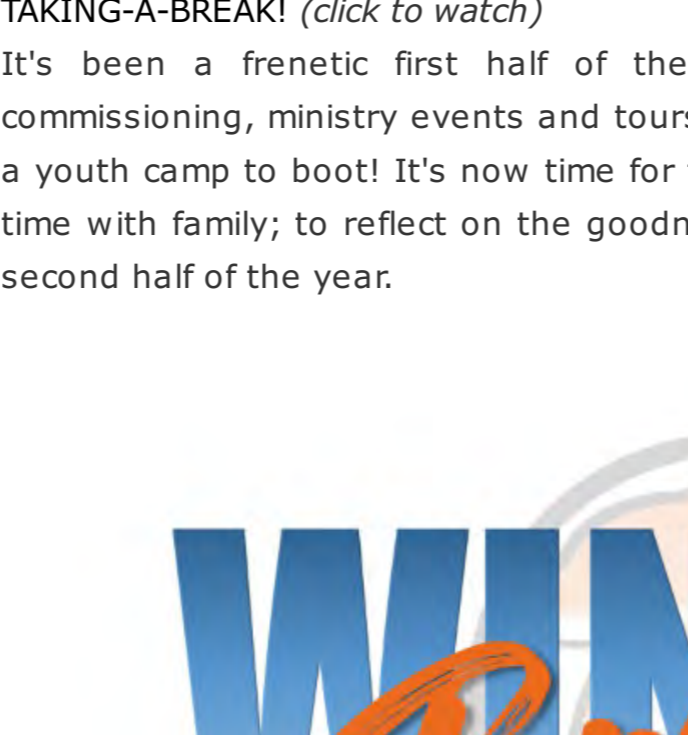 TAKING-A-BREAK! (click to watch)
It's been a frenetic first half of the
commissioning, ministry events and tours
a youth camp to boot! It's now time for
time with family; to reflect on the goodn
second half of the year.
WIN